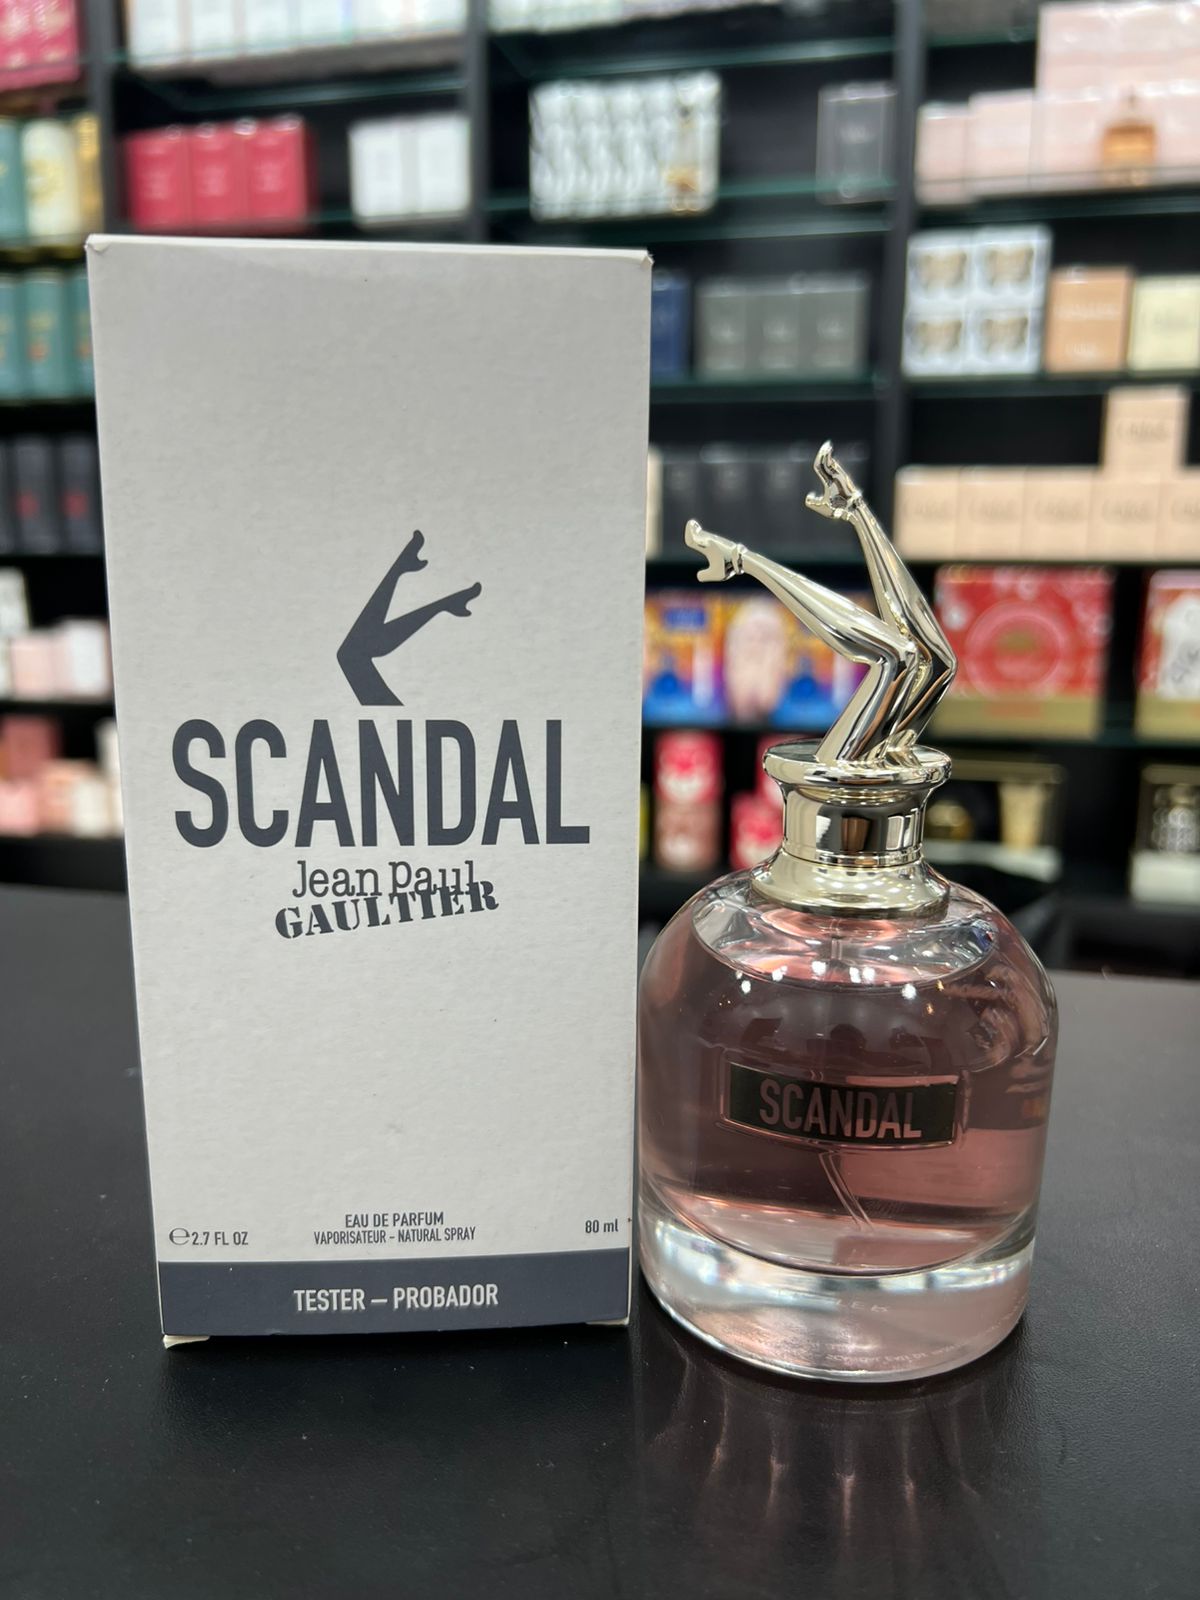 SCANDAL
Jean Paul
GAULTIER
℮ 2.7 FL OZ
EAU DE PARFUM
VAPORISATEUR - NATURAL SPRAY
80 ml
TESTER – PROBADOR
SCANDAL